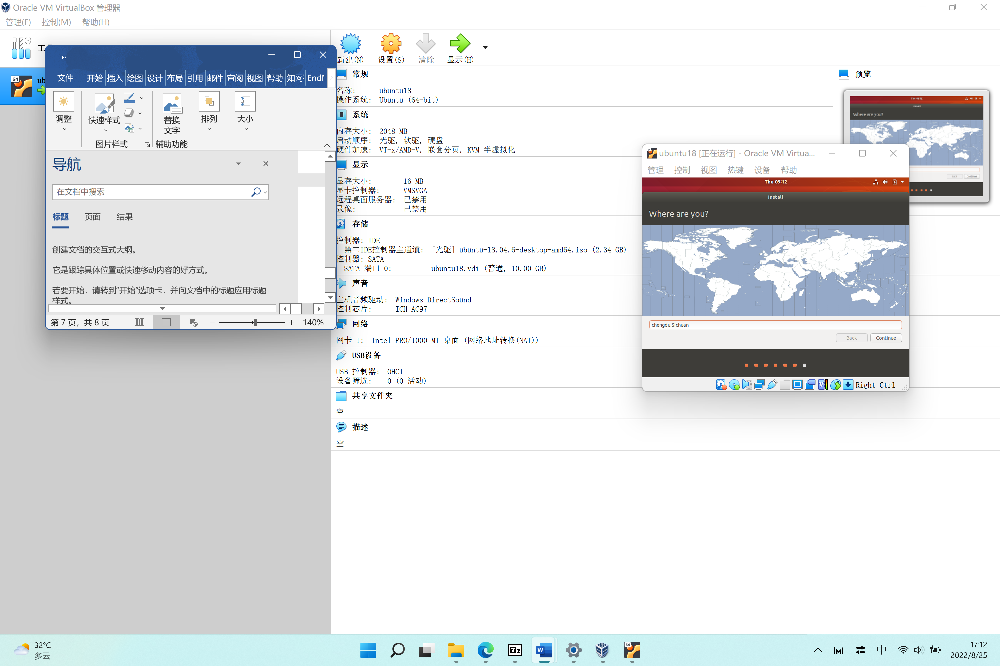 Oracle VM VirtualBox 管理器
管理(F) 控制(M) 帮助(H)
新建(N) 设置(S) 清除 显示(H)
64
文件 开始 插入 绘图 设计 布局 引用 邮件 审阅 视图 帮助 知网
调整 快速样式 替换文字 排列 大小
图片样式 辅助功能
导航
在文档中搜索
标题 页面 结果
创建文档的交互式大纲。
它是跟踪具体位置或快速移动内容的好方式。
若要开始，请转到“开始”选项卡，并向文档中的标题应用标题
样式。
第 7 页，共 8 页 140%
常规
名称: ubuntu18
操作系统: Ubuntu (64-bit)
系统
内存大小: 2048 MB
启动顺序: 光驱, 软驱, 硬盘
硬件加速: VT-x/AMD-V, 嵌套分页, KVM 半虚拟化
显示
显存大小: 16 MB
显卡控制器: VMSVGA
远程桌面服务器: 已禁用
录像: 已禁用
存储
控制器: IDE
第二IDE控制器主通道: [光驱] ubuntu-18.04.6-desktop-amd64.iso (2.34 GB)
控制器: SATA
SATA 端口 0: ubuntu18.vdi (普通, 10.00 GB)
声音
主机音频驱动: Windows DirectSound
控制芯片: ICH AC97
网络
网卡 1: Intel PRO/1000 MT 桌面 (网络地址转换(NAT))
USB设备
USB 控制器: OHCI
设备筛选: 0 (0 活动)
共享文件夹
空
描述
空
预览
Thu 09:12
Install
Where are you?
Back Continue
ubuntu18 [正在运行] - Oracle VM Virtua...
管理 控制 视图 热键 设备 帮助
Thu 09:12
Install
Where are you?
chengdu,Sichuan
Back Continue
Right Ctrl
32°C
多云
7z
W
64
中
17:12
2022/8/25